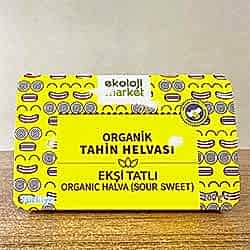 ekoloji
market
ORGANİK
TAHİN HELVASI
EKŞİ TATLI
ORGANIC HALVA (SOUR SWEET)